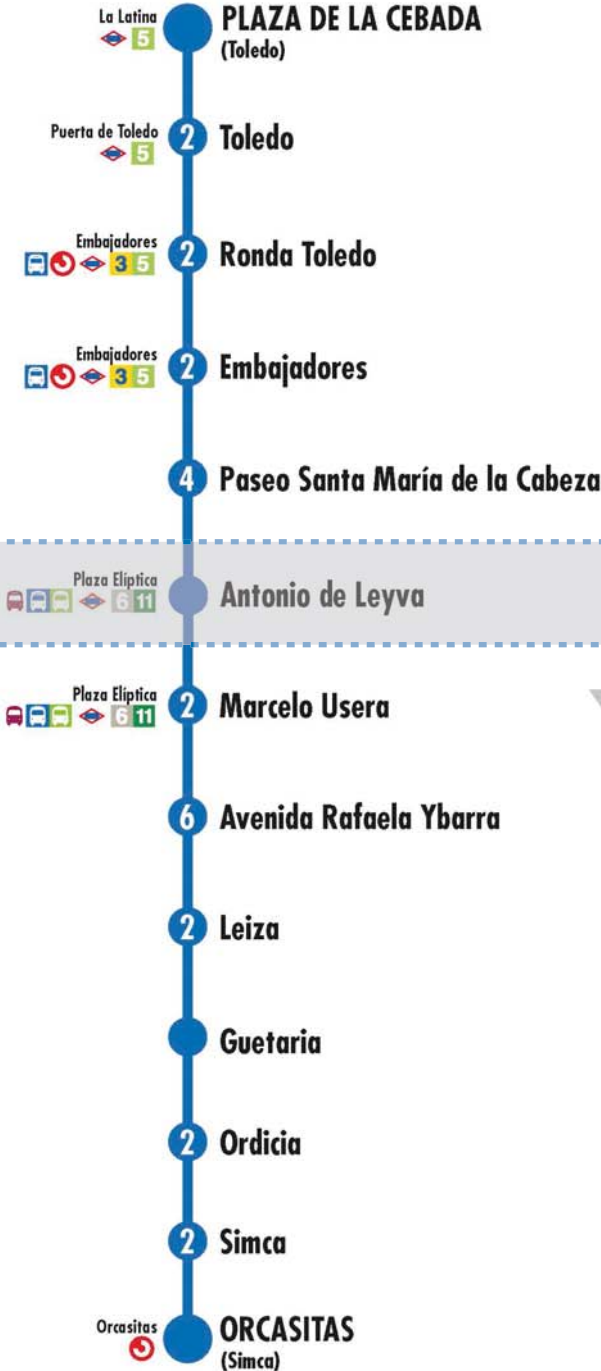 La Latina
5
PLAZA DE LA CEBADA
(Toledo)
Puerta de Toledo
5
2 Toledo
Embajadores
3 5
2 Ronda Toledo
Embajadores
3 5
2 Embajadores
4 Paseo Santa María de la Cabeza
Plaza Elíptica
6 11
Antonio de Leyva
Plaza Elíptica
6 11
2 Marcelo Usera
6 Avenida Rafaela Ybarra
2 Leiza
Guetaria
2 Ordicia
2 Simca
Orcasitas
ORCASITAS
(Simca)